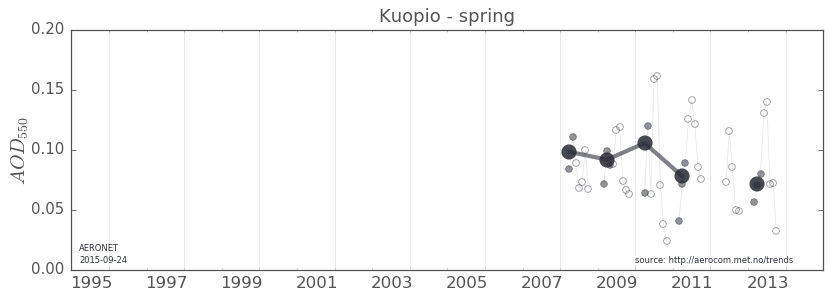 Kuopio - spring
0.20
0.15
0.10
0.05
0.00
AOD550
AERONET
2015-09-24
source: http://aerocom.met.no/trends
1995 1997 1999 2001 2003 2005 2007 2009 2011 2013